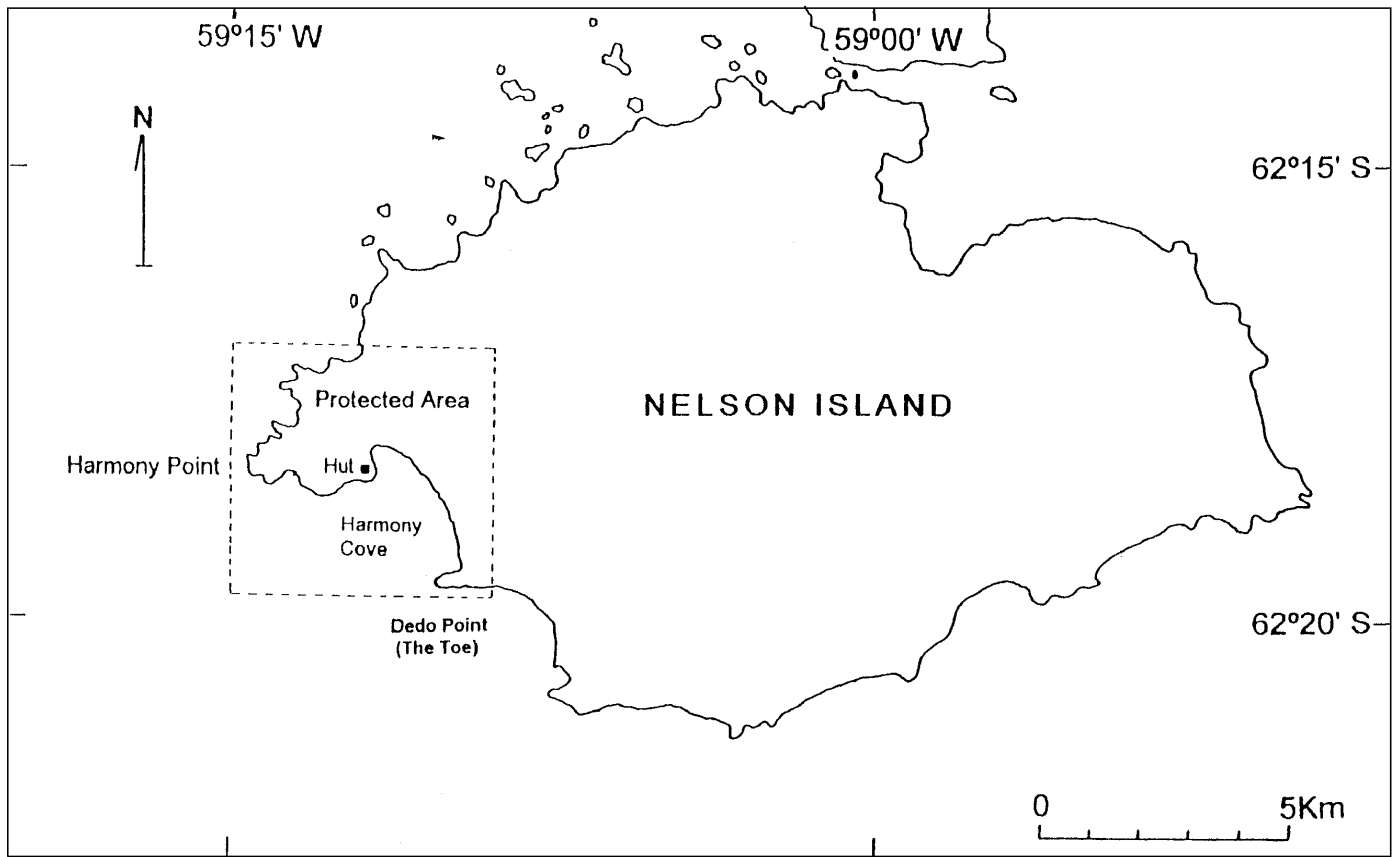 59º15' W
59º00' W
N
62º15' S
Protected Area
NELSON ISLAND
Harmony Point
Hut
Harmony
Cove
Dedo Point
(The Toe)
62º20' S
0 5Km